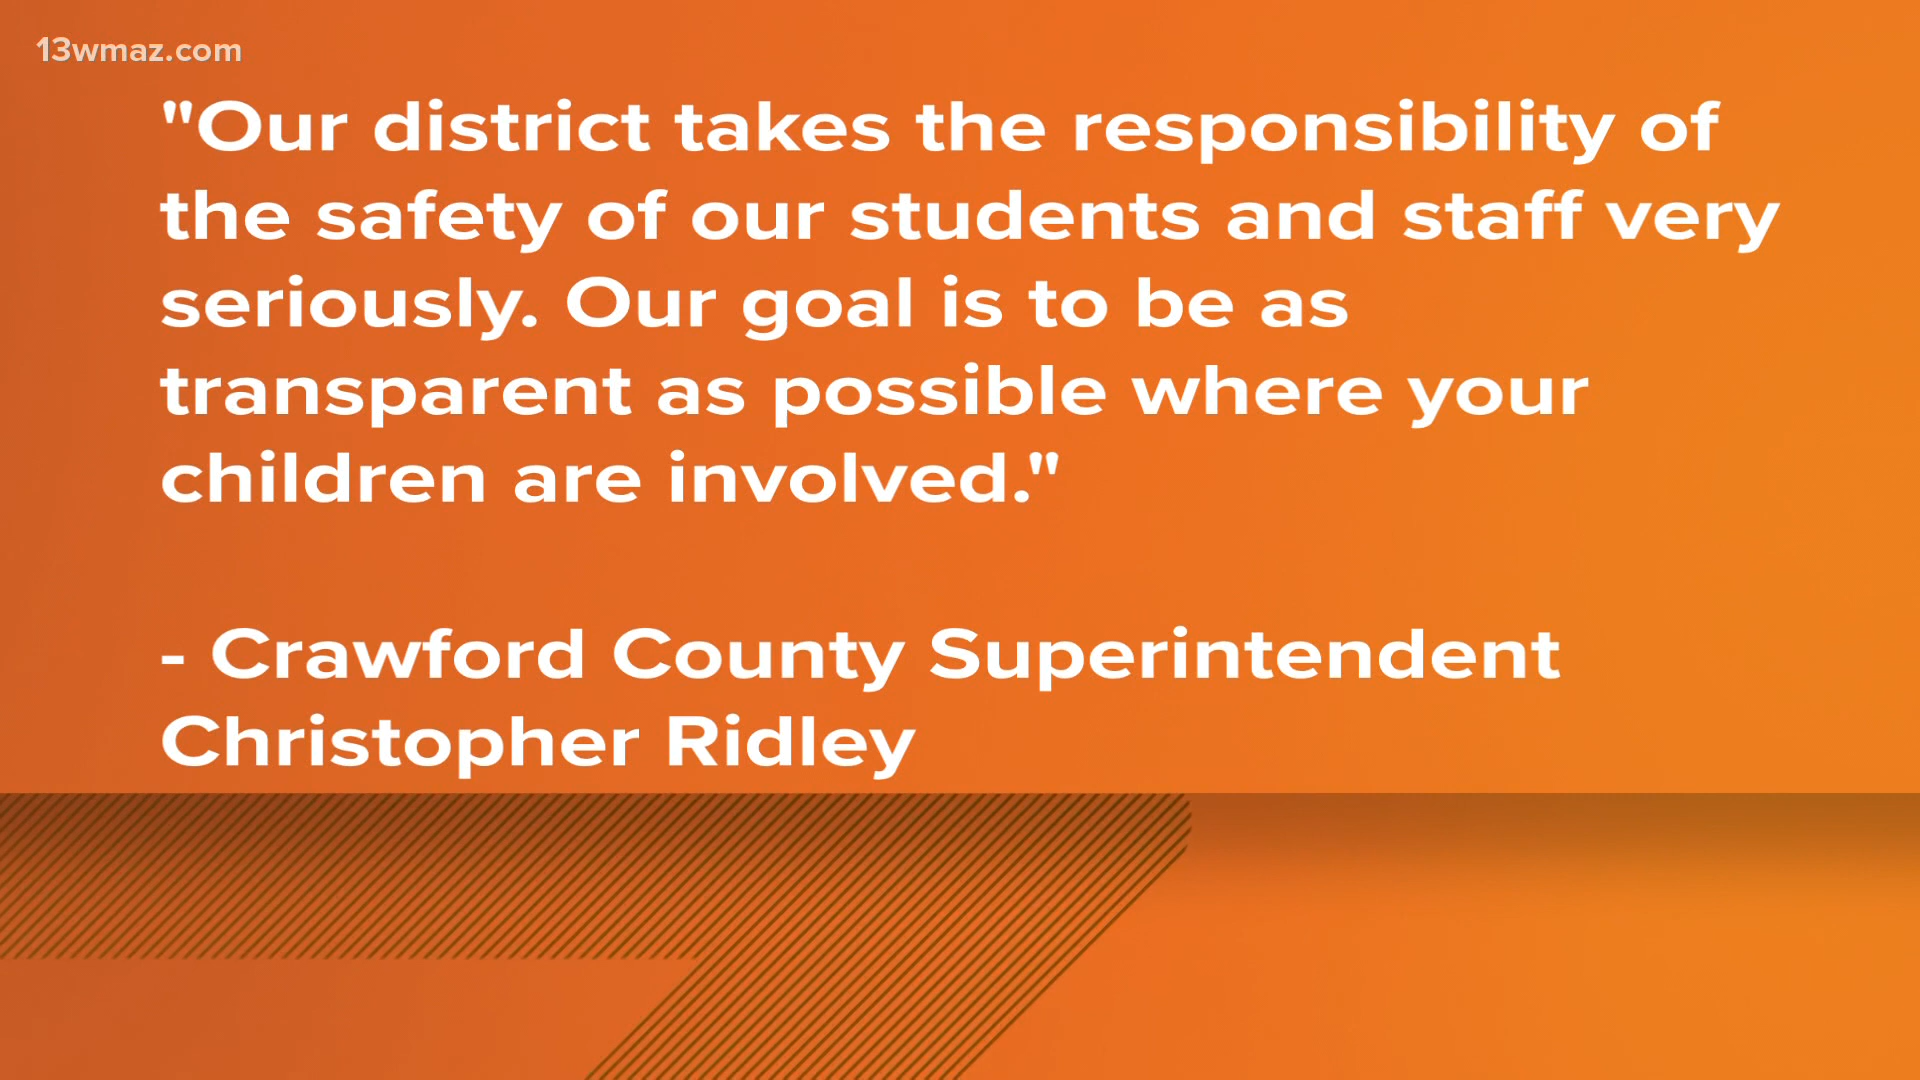 13wmaz.com
"Our district takes the responsibility of
the safety of our students and staff very
seriously. Our goal is to be as
transparent as possible where your
children are involved."
- Crawford County Superintendent
Christopher Ridley